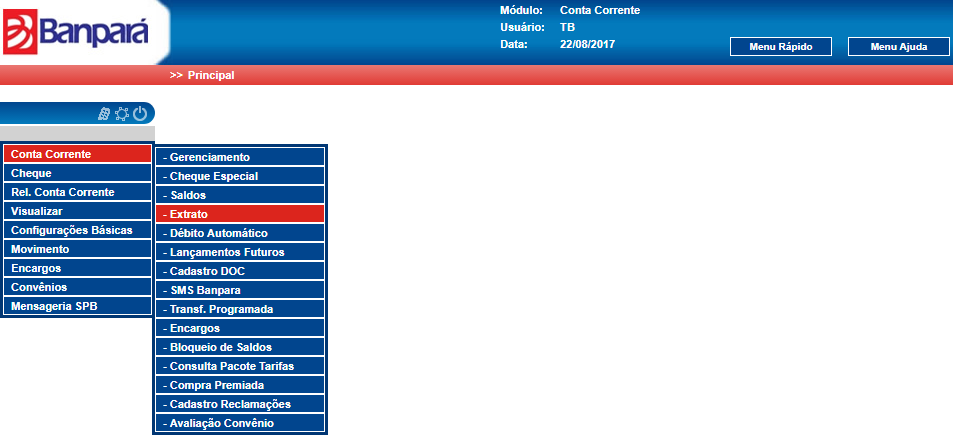 Banpará
Módulo: Conta Corrente
Usuário: TB
Data: 22/08/2017
Menu Rápido
Menu Ajuda
>> Principal
Conta Corrente
Cheque
Rel. Conta Corrente
Visualizar
Configurações Básicas
Movimento
Encargos
Convênios
Mensageria SPB
- Gerenciamento
- Cheque Especial
- Saldos
- Extrato
- Débito Automático
- Lançamentos Futuros
- Cadastro DOC
- SMS Banpara
- Transf. Programada
- Encargos
- Bloqueio de Saldos
- Consulta Pacote Tarifas
- Compra Premiada
- Cadastro Reclamações
- Avaliação Convênio